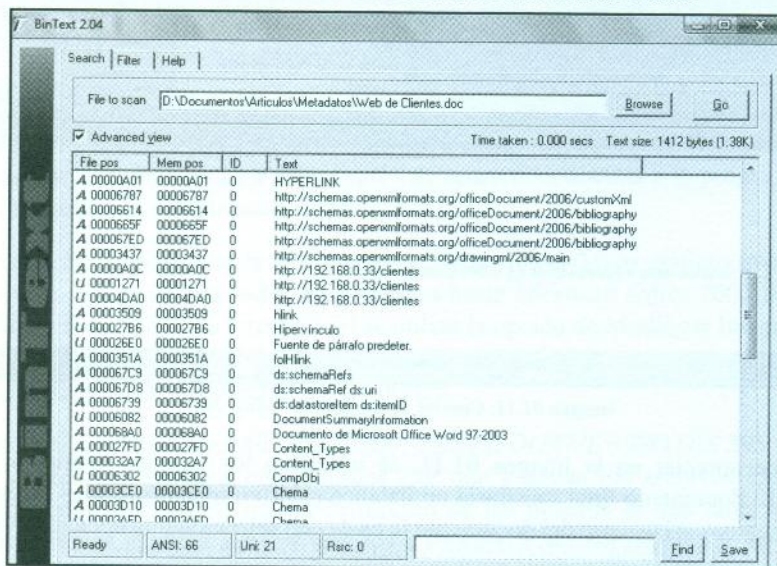 BinText 2.04
Search Filter Help
File to scan D:\Documentos\Articulos\Metadatos\Web de Clientes.doc Browse Go
Advanced view Time taken : 0.000 secs Text size: 1412 bytes (1.38K)
File pos Mem pos ID Text
A 00000A01 00000A01 0 HYPERLINK
A 00006787 00006787 0 http://schemas.openxmlformats.org/officeDocument/2006/customXml
A 00006614 00006614 0 http://schemas.openxmlformats.org/officeDocument/2006/bibliography
A 0000665F 0000665F 0 http://schemas.openxmlformats.org/officeDocument/2006/bibliography
A 000067ED 000067ED 0 http://schemas.openxmlformats.org/officeDocument/2006/bibliography
A 00003437 00003437 0 http://schemas.openxmlformats.org/drawingml/2006/main
A 00000A0C 00000A0C 0 http://192.168.0.33/clientes
U 00001271 00001271 0 http://192.168.0.33/clientes
U 00004DA0 00004DA0 0 http://192.168.0.33/clientes
A 00003509 00003509 0 hlink
U 000027B6 000027B6 0 Hipervínculo
U 000026E0 000026E0 0 Fuente de párrafo predeter.
A 0000351A 0000351A 0 folHlink
A 000067C9 000067C9 0 ds:schemaRefs
A 000067D8 000067D8 0 ds:schemaRef ds:uri
A 00006739 00006739 0 ds:datastoreItem ds:itemID
U 00006082 00006082 0 DocumentSummaryInformation
A 000068A0 000068A0 0 Documento de Microsoft Office Word 97-2003
A 000027FD 000027FD 0 Content_Types
A 000032A7 000032A7 0 Content_Types
U 00006302 00006302 0 CompObj
A 00003CE0 00003CE0 0 Chema
A 00003D10 00003D10 0 Chema
U 00003AFD 00003AFD 0 Chema
Ready ANSI: 66 Uni: 21 Rsrc: 0 Find Save
BinText